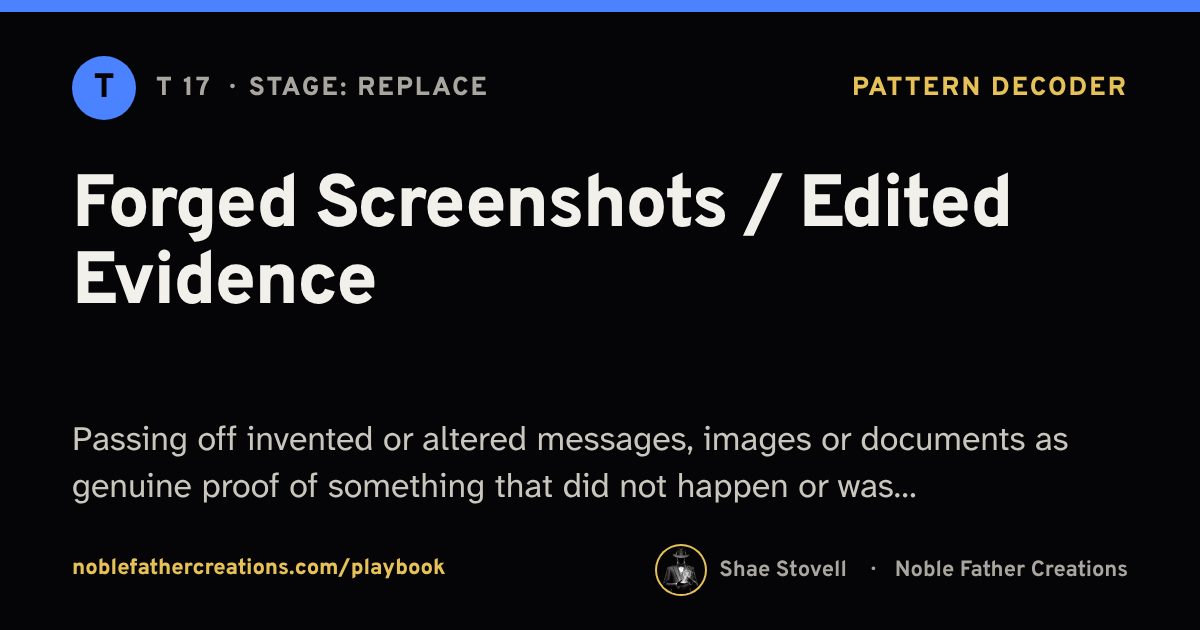 T
T 17 · STAGE: REPLACE
PATTERN DECODER
Forged Screenshots / Edited
Evidence
Passing off invented or altered messages, images or documents as
genuine proof of something that did not happen or was...
noblefathercreations.com/playbook
Shae Stovell · Noble Father Creations